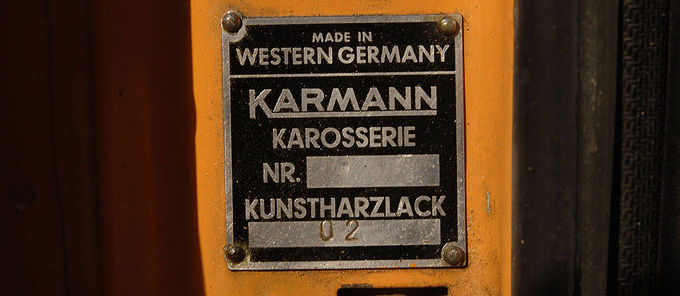 MADE IN
WESTERN GERMANY
KARMANN
KAROSSERIE
NR.
KUNSTHARZLACK
02